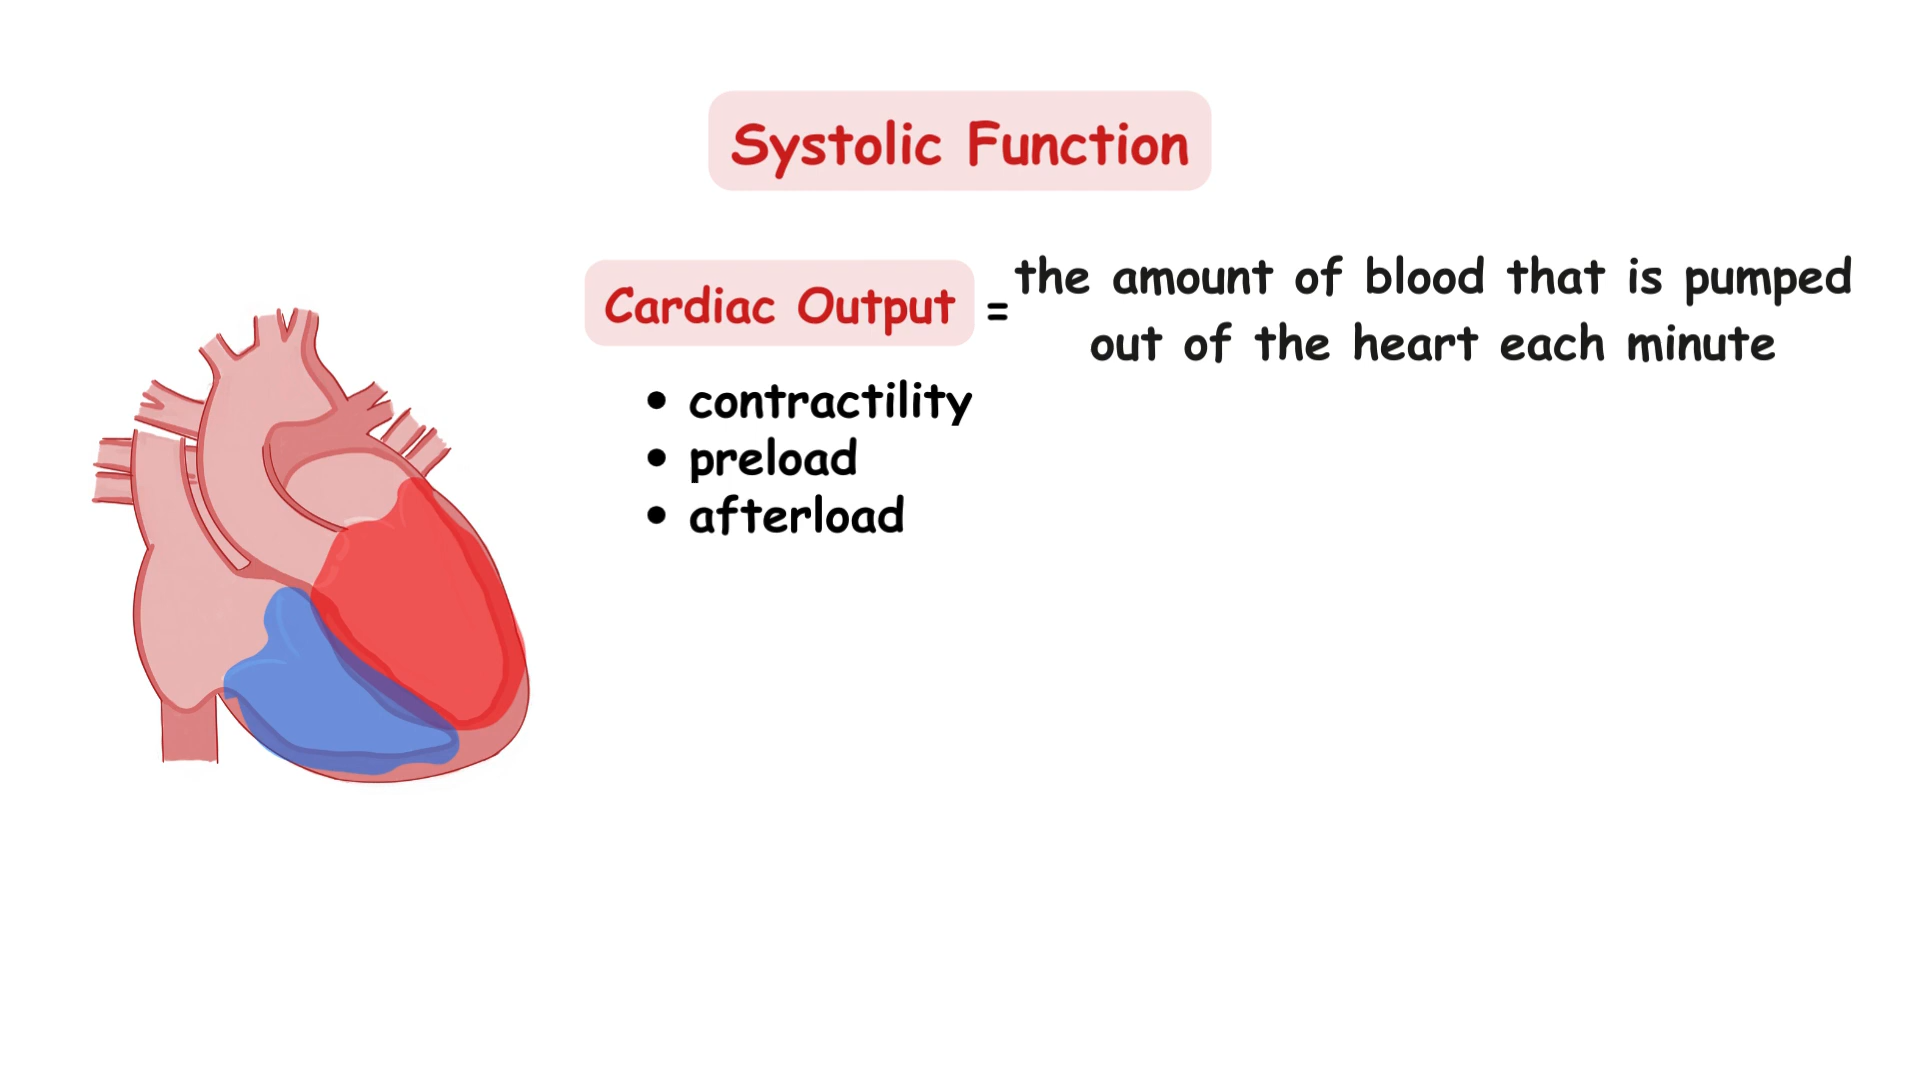 Systolic Function
Cardiac Output = the amount of blood that is pumped
out of the heart each minute
• contractility
• preload
• afterload